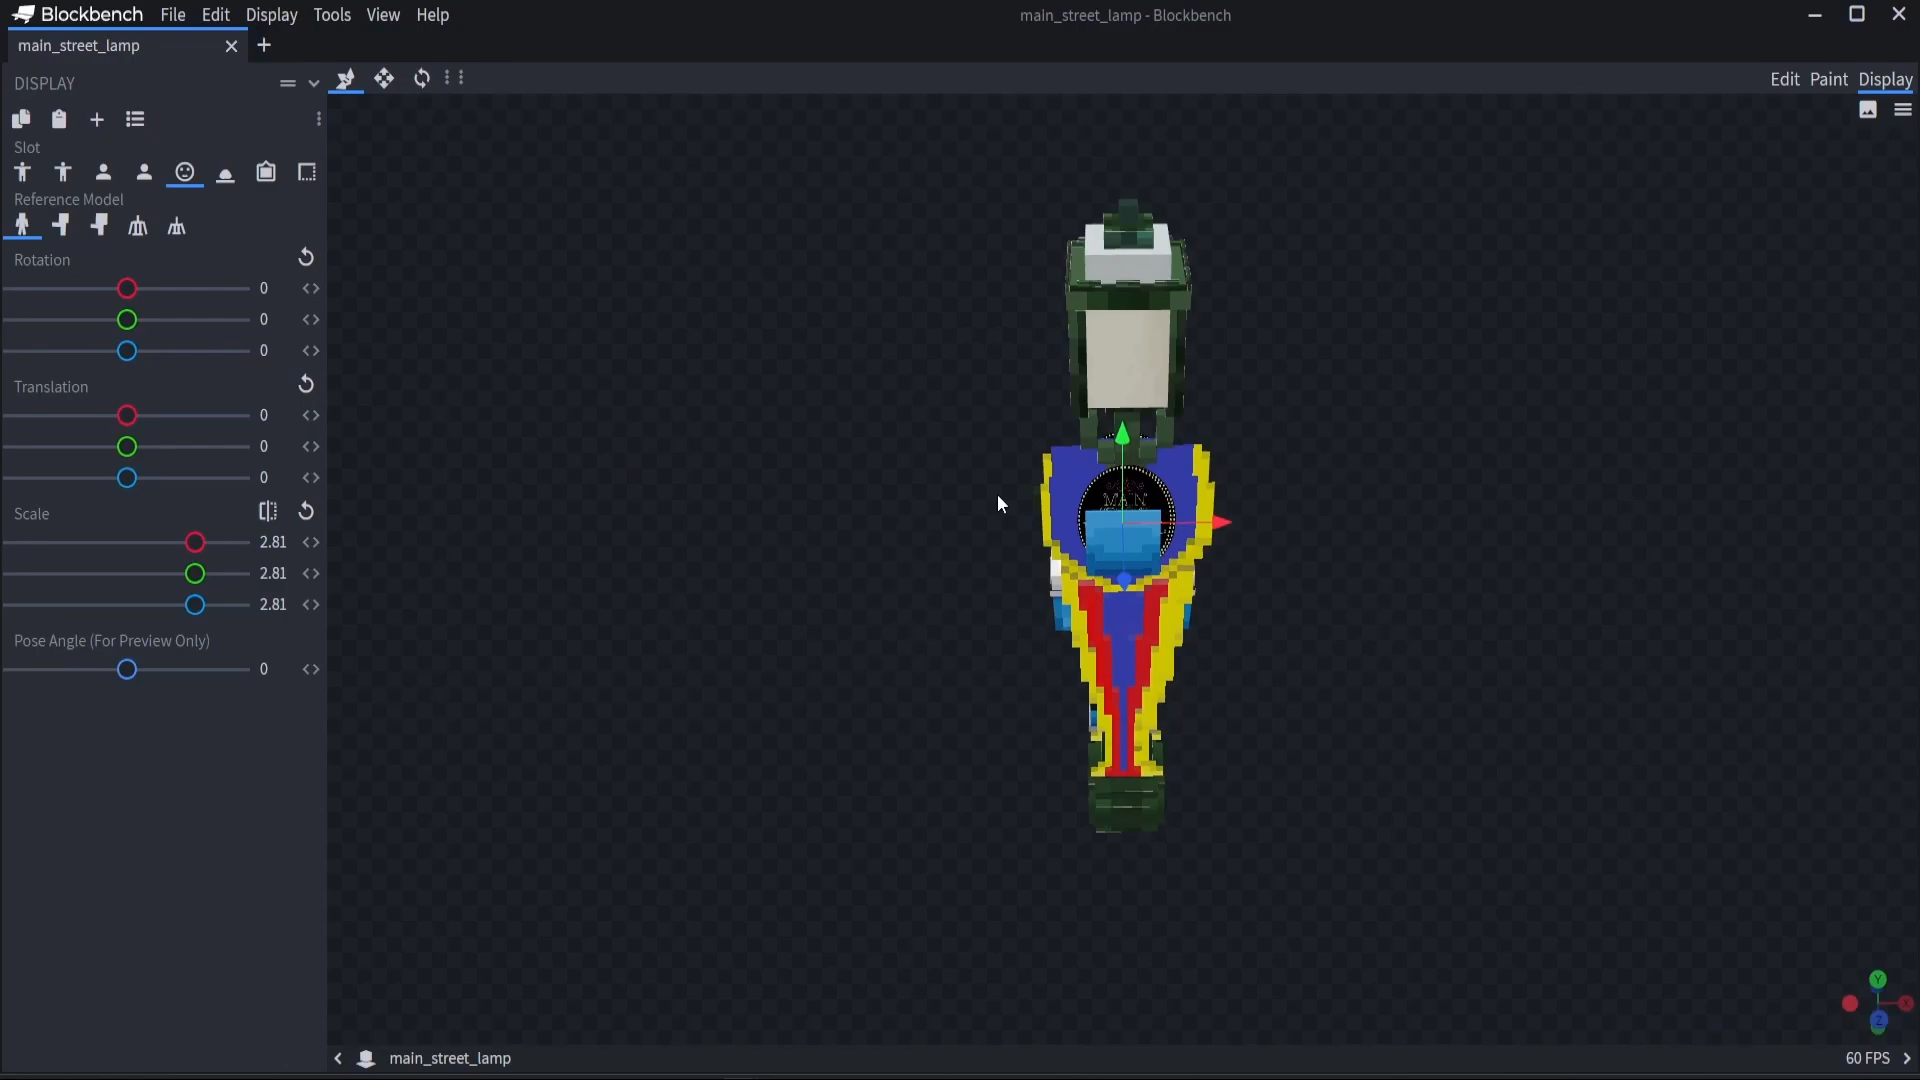 Blockbench File Edit Display Tools View Help
main_street_lamp - Blockbench
main_street_lamp
DISPLAY
Edit Paint Display
Slot
Reference Model
Rotation
0
0
0
Translation
0
0
0
Scale
2.81
2.81
2.81
Pose Angle (For Preview Only)
0
MAIN
Y
X
Z
main_street_lamp
60 FPS